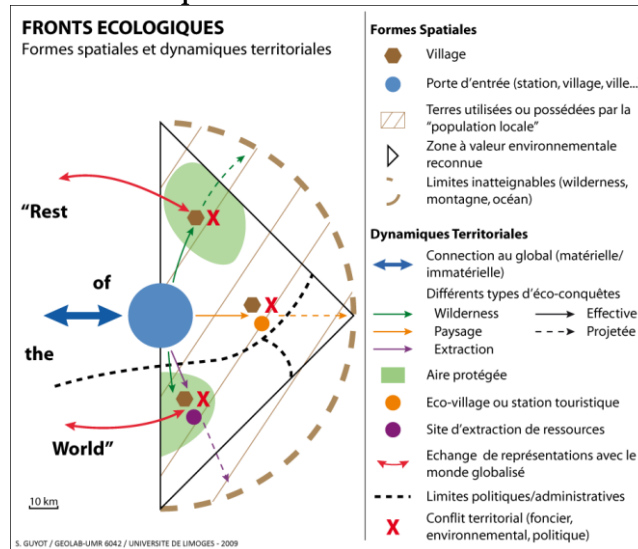 FRONTS ECOLOGIQUES
Formes spatiales et dynamiques territoriales
"Rest
of
the
World"
10 km
S. GUYOT / GEOLAB-UMR 6042 / UNIVERSITE DE LIMOGES - 2009
Formes Spatiales
Village
Porte d'entrée (station, village, ville...
Terres utilisées ou possédées par la
"population locale"
Zone à valeur environnementale
reconnue
Limites inatteignables (wilderness,
montagne, océan)
Dynamiques Territoriales
Connection au global (matérielle/
immatérielle)
Différents types d'éco-conquêtes
Wilderness
Effective
Paysage
Projetée
Extraction
Aire protégée
Eco-village ou station touristique
Site d'extraction de ressources
Echange de représentations avec le
monde globalisé
Limites politiques/administratives
X Conflit territorial (foncier,
environnemental, politique)
X
X
X